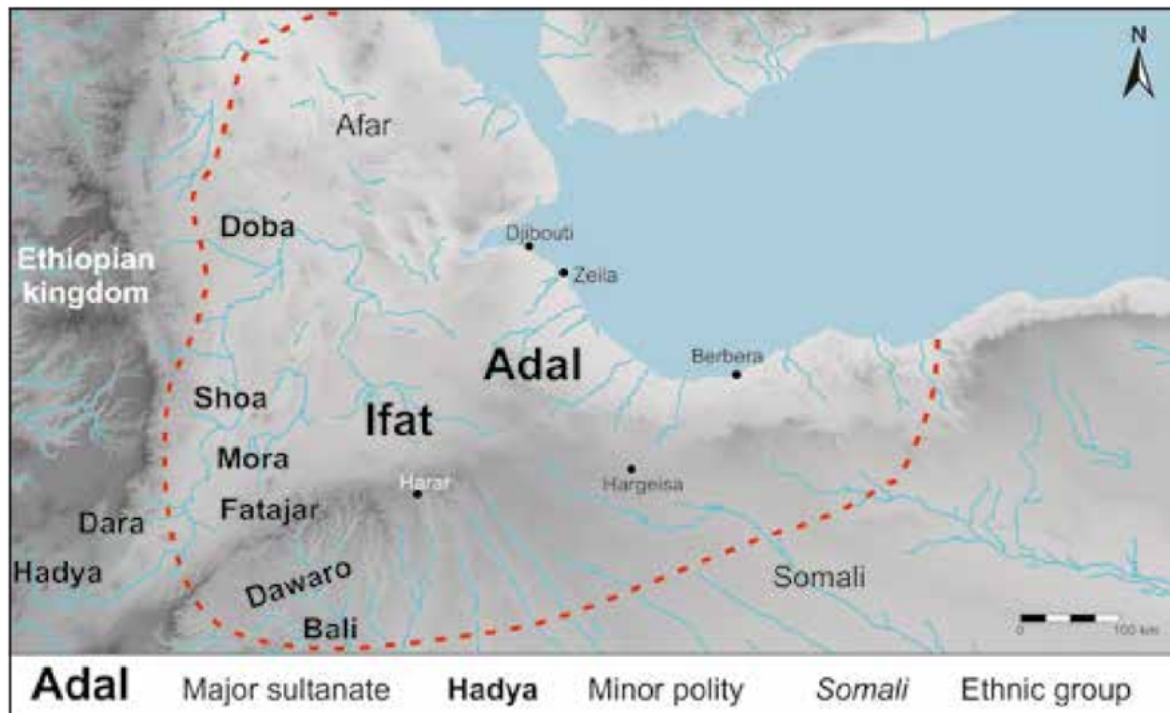 N
Afar
Doba
Djibouti
Ethiopian
kingdom
Zeila
Adal
Berbera
Shoa
Ifat
Mora
Harar
Hargeisa
Fatajar
Dara
Hadya
Dawaro
Somali
Bali
0 100 km
Adal Major sultanate Hadya Minor polity Somali Ethnic group